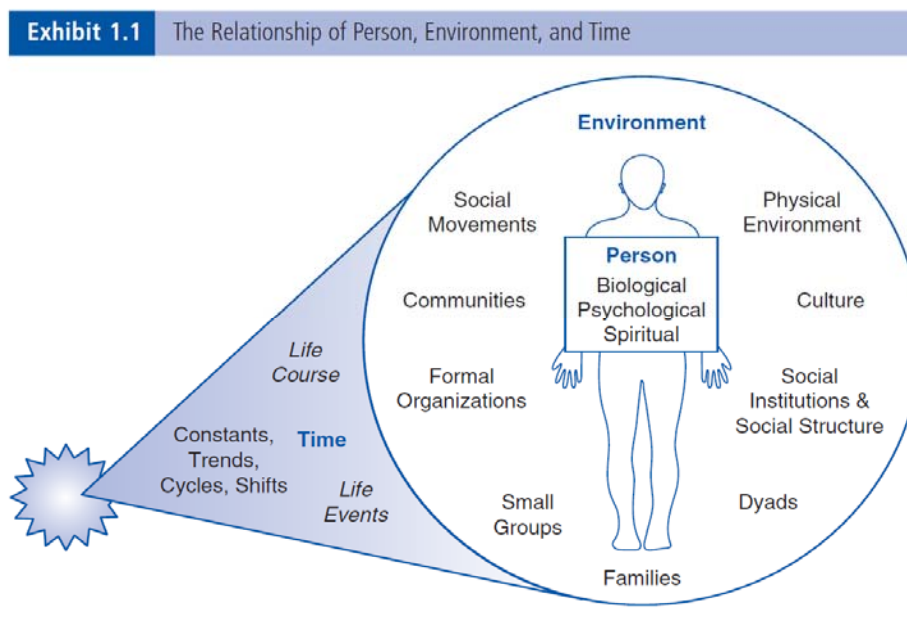 Exhibit 1.1
The Relationship of Person, Environment, and Time
Environment
Social
Movements
Physical
Environment
Person
Biological
Psychological
Spiritual
Communities
Culture
Life
Course
Formal
Organizations
Social
Institutions &
Social Structure
Constants,
Trends,
Cycles, Shifts
Time
Life
Events
Small
Groups
Dyads
Families